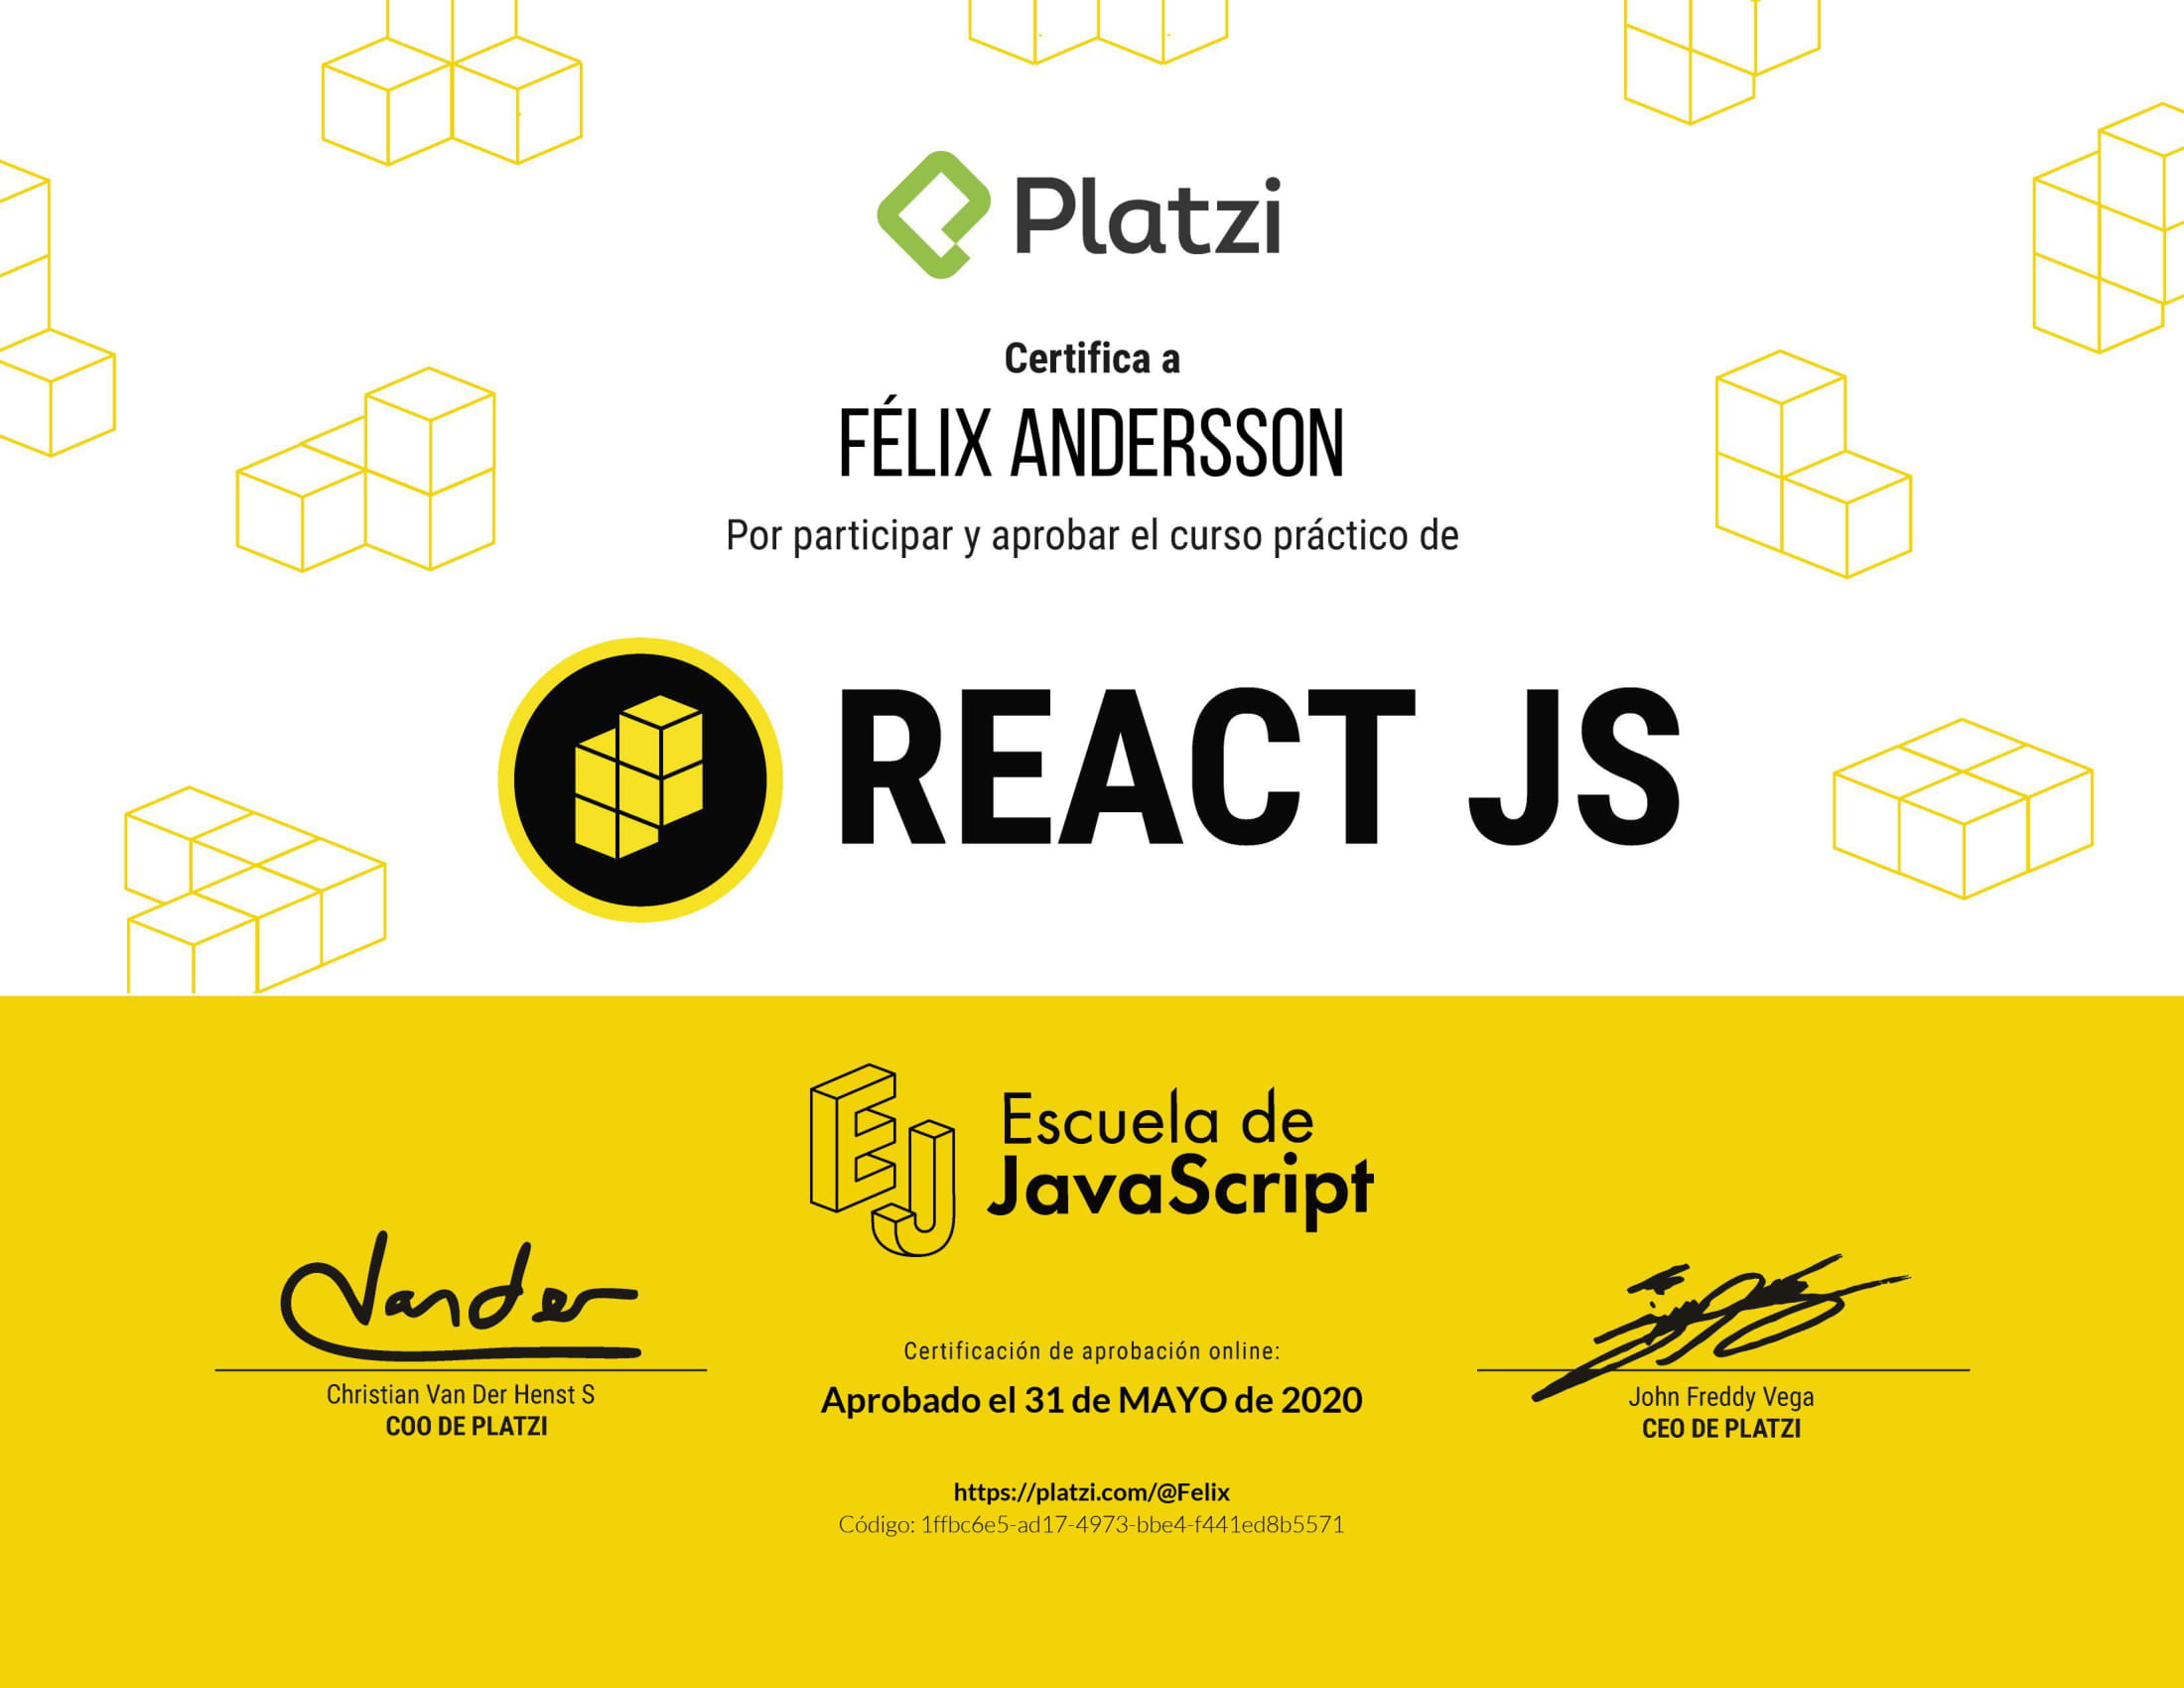 Platzi
Certifica a
FÉLIX ANDERSSON
Por participar y aprobar el curso práctico de
REACT JS
EJ
Escuela de
JavaScript
Vander
Christian Van Der Henst S
COO DE PLATZI
Certificación de aprobación online:
Aprobado el 31 de MAYO de 2020
https://platzi.com/@Felix
Código: 1ffbc6e5-ad17-4973-bbe4-f441ed8b5571
John Freddy Vega
CEO DE PLATZI